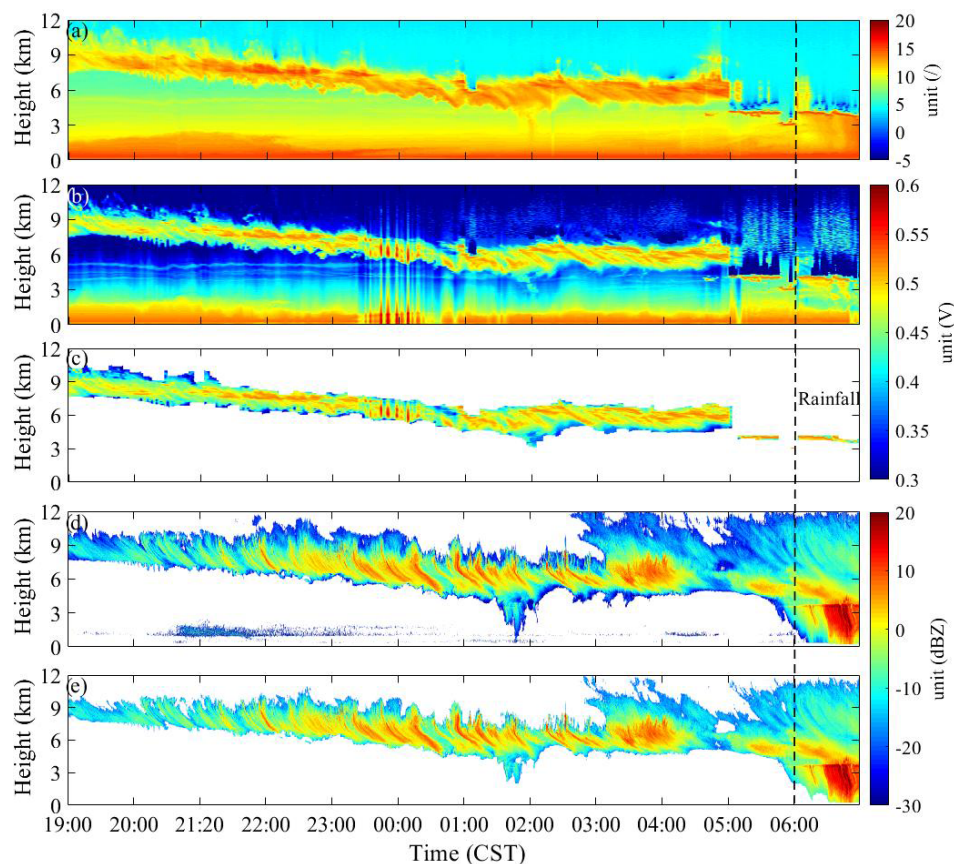 (a)
12
9
6
3
0
Height (km)
20
15
10
5
0
-5
unit (/)
(b)
12
9
6
3
0
Height (km)
0.6
0.55
0.5
0.45
0.4
0.35
0.3
unit (V)
(c)
12
9
6
3
0
Height (km)
Rainfall
(d)
12
9
6
3
0
Height (km)
20
10
0
-10
-20
-30
unit (dBZ)
(e)
12
9
6
3
0
Height (km)
19:00 20:00 21:20 22:00 23:00 00:00 01:00 02:00 03:00 04:00 05:00 06:00
Time (CST)